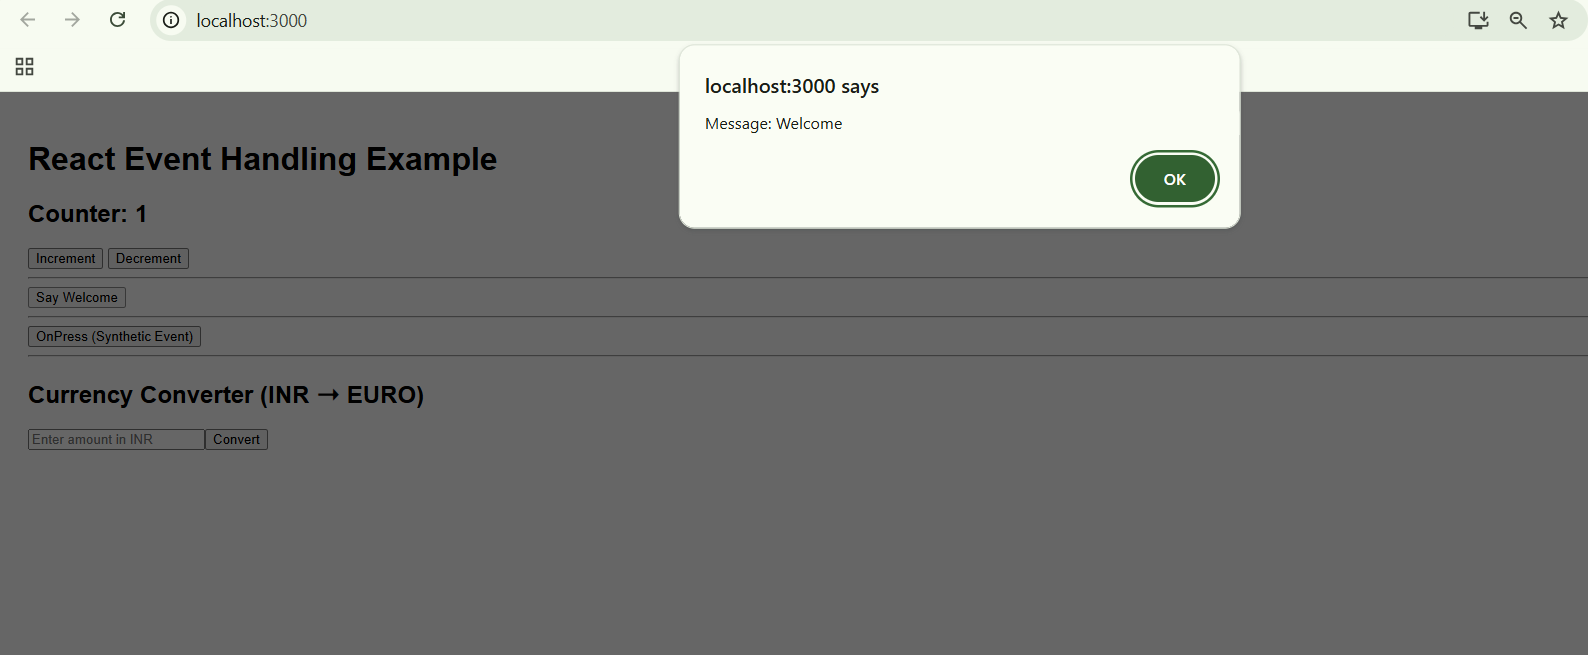 localhost:3000
localhost:3000 says
Message: Welcome
OK
React Event Handling Example
Counter: 1
Increment Decrement
Say Welcome
OnPress (Synthetic Event)
Currency Converter (INR → EURO)
Enter amount in INR Convert